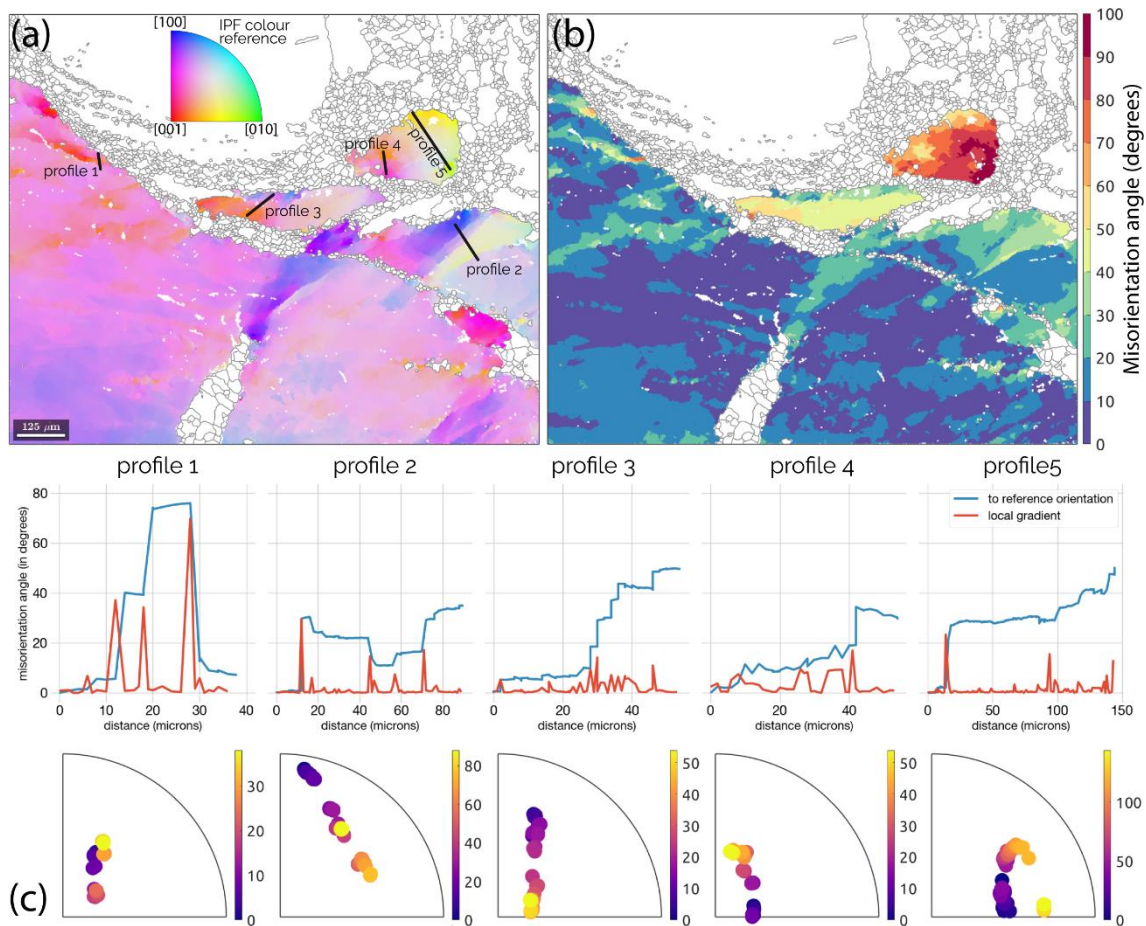 (a)
[100]
IPF colour
reference
[001]
[010]
profile 1
profile 3
profile 4
profile5
profile 2
125 μm
(b)
100
90
80
70
60
50
40
30
20
10
0
Misorientation angle (degrees)
profile 1
profile 2
profile 3
profile 4
profile5
misorientation angle (in degrees)
80
60
40
20
0
to reference orientation
local gradient
0 10 20 30 40
0 20 40 60 80
0 20 40
0 20 40
0 50 100 150
distance (microns)
distance (microns)
distance (microns)
distance (microns)
distance (microns)
(c)
30
20
10
0
80
60
40
20
0
50
40
30
20
10
0
50
40
30
20
10
0
100
50
0